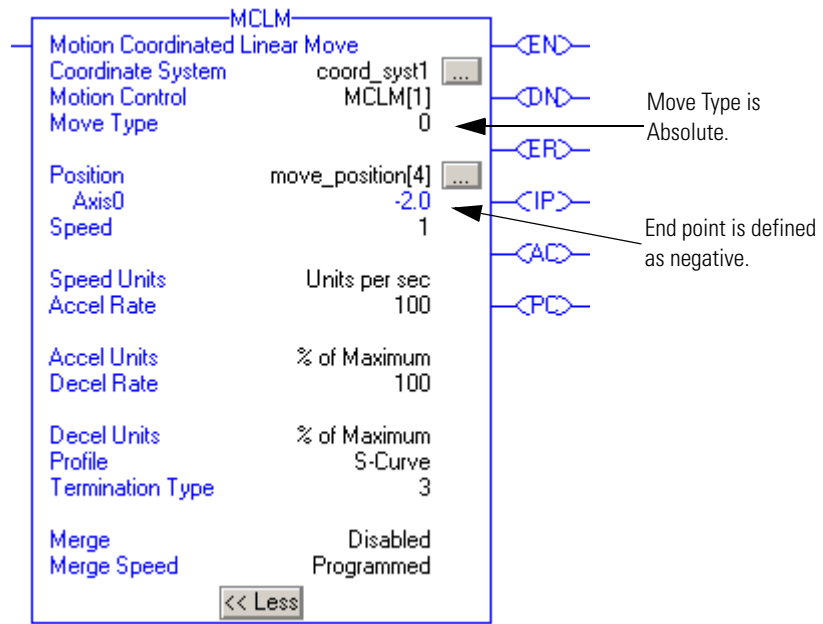 MCLM
Motion Coordinated Linear Move
Coordinate System coord_syst1 ...
Motion Control MCLM[1]
Move Type 0
Position move_position[4] ...
Axis0 -2.0
Speed 1
Speed Units Units per sec
Accel Rate 100
Accel Units % of Maximum
Decel Rate 100
Decel Units % of Maximum
Profile S-Curve
Termination Type 3
Merge Disabled
Merge Speed Programmed
<< Less
EN
DN
ER
IP
AC
PC
Move Type is
Absolute.
End point is defined
as negative.